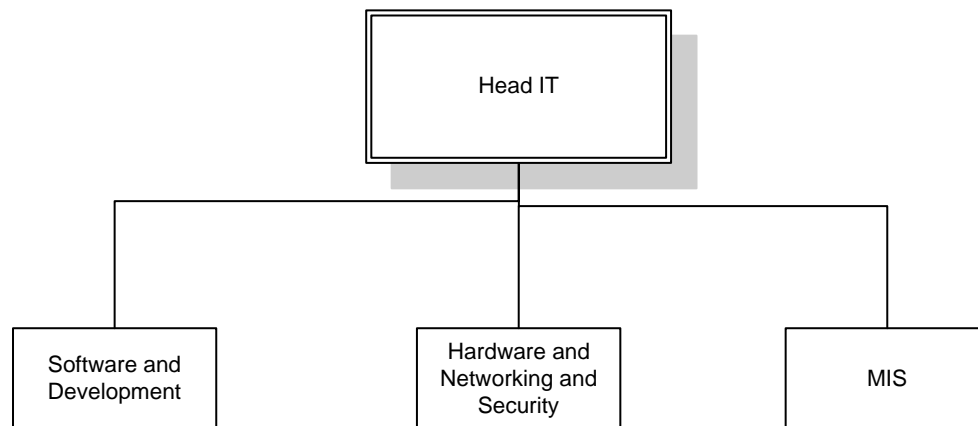 Head IT
Software and
Development
Hardware and
Networking and
Security
MIS